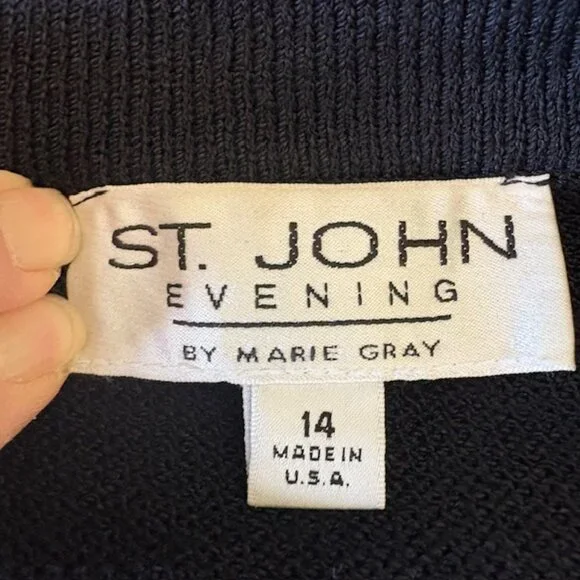 ST. JOHN
EVENING
BY MARIE GRAY
14
MADE IN
U.S.A.